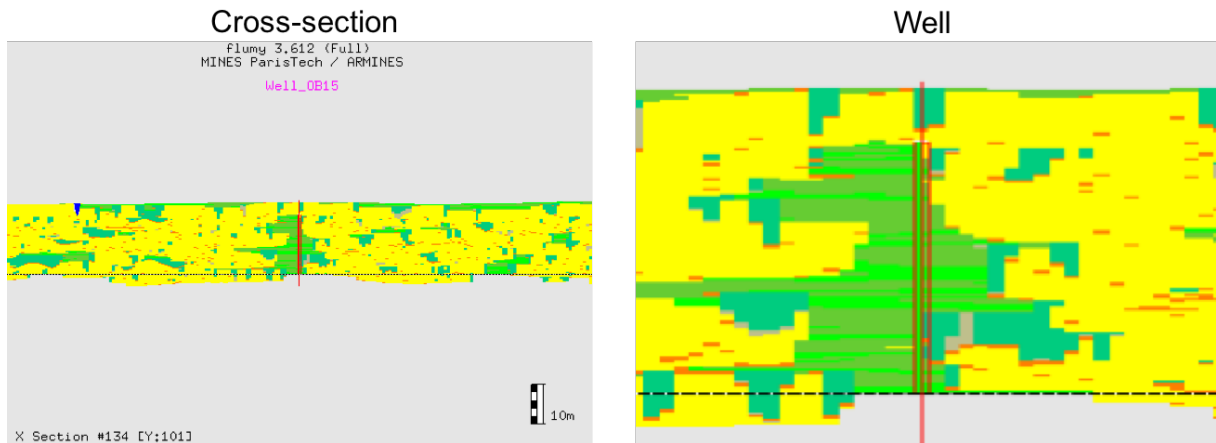 Cross-section
Well
flumy 3.612 (Full)
MINES ParisTech / ARMINES
Well_OB15
10m
X Section #134 [Y:101]